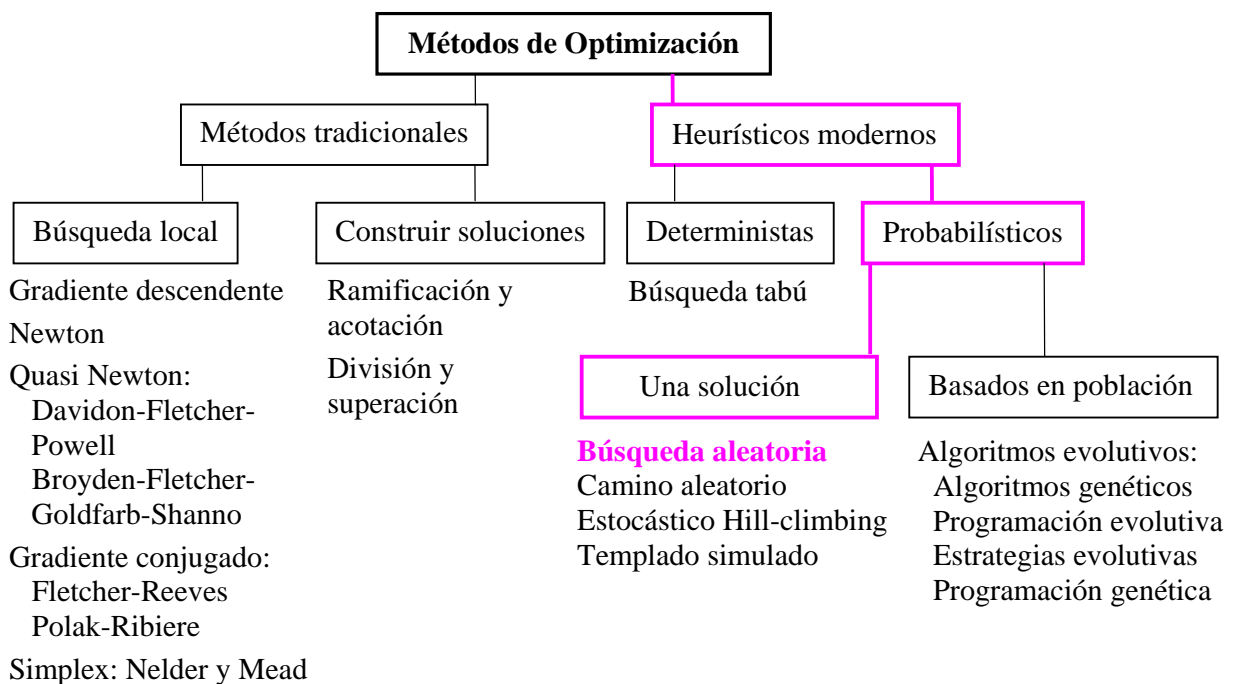 Métodos de Optimización
Métodos tradicionales
Heurísticos modernos
Búsqueda local
Construir soluciones
Deterministas
Probabilísticos
Gradiente descendente
Newton
Quasi Newton:
Davidon-Fletcher-
Powell
Broyden-Fletcher-
Goldfarb-Shanno
Gradiente conjugado:
Fletcher-Reeves
Polak-Ribiere
Simplex: Nelder y Mead
Ramificación y
acotación
División y
superación
Búsqueda tabú
Una solución
Búsqueda aleatoria
Camino aleatorio
Estocástico Hill-climbing
Templado simulado
Basados en población
Algoritmos evolutivos:
Algoritmos genéticos
Programación evolutiva
Estrategias evolutivas
Programación genética